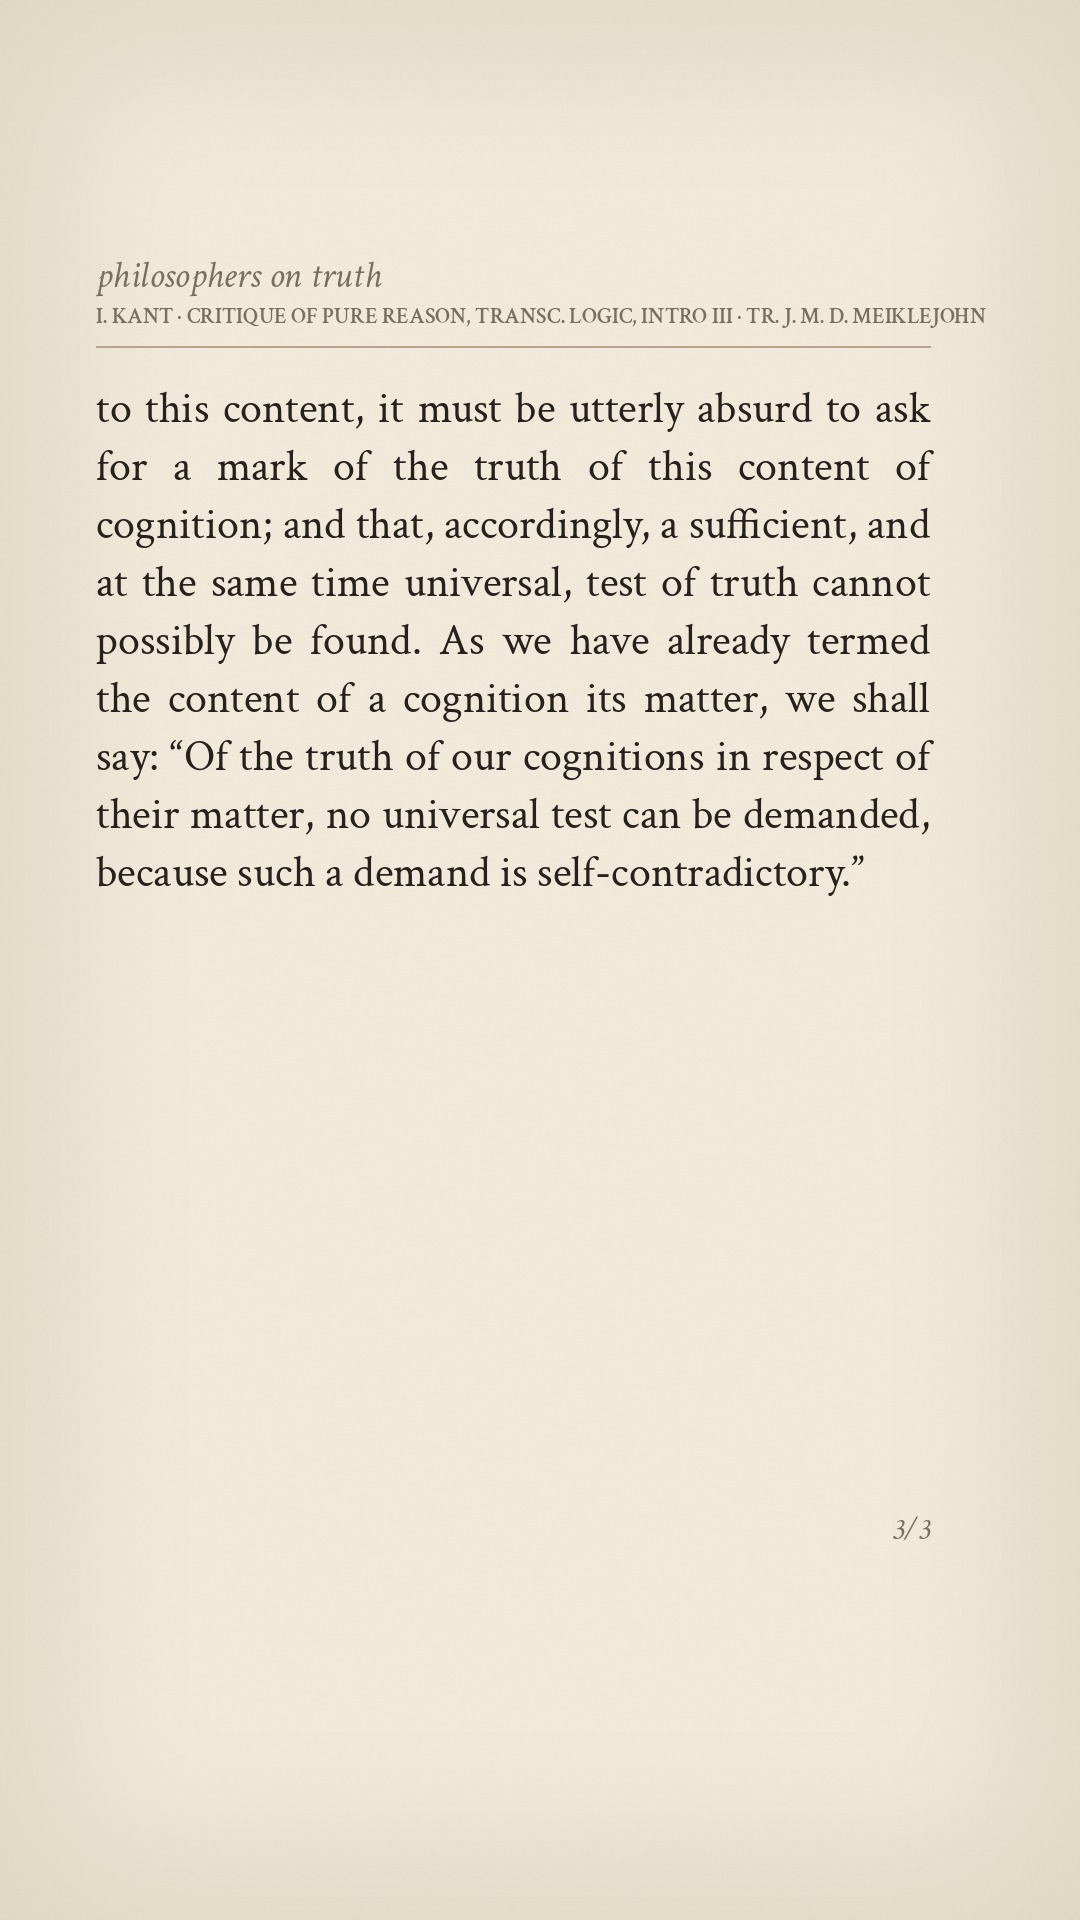 philosophers on truth
I. KANT · CRITIQUE OF PURE REASON, TRANSC. LOGIC, INTRO III · TR. J. M. D. MEIKLEJOHN
to this content, it must be utterly absurd to ask
for a mark of the truth of this content of
cognition; and that, accordingly, a sufficient, and
at the same time universal, test of truth cannot
possibly be found. As we have already termed
the content of a cognition its matter, we shall
say: “Of the truth of our cognitions in respect of
their matter, no universal test can be demanded,
because such a demand is self-contradictory.”
3/3